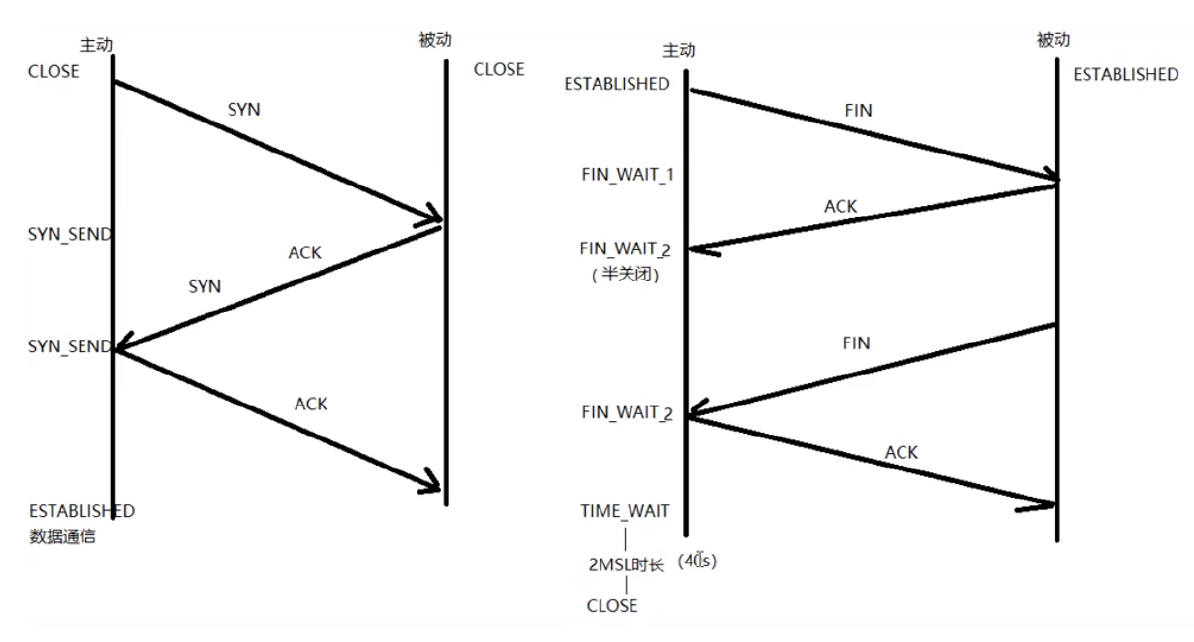 主动
被动
CLOSE
CLOSE
SYN
SYN_SEND
ACK
SYN
SYN_SEND
ACK
ESTABLISHED
数据通信
主动
被动
ESTABLISHED
ESTABLISHED
FIN
FIN_WAIT_1
ACK
FIN_WAIT_2
(半关闭)
FIN
FIN_WAIT_2
ACK
TIME_WAIT
2MSL时长 (40s)
CLOSE